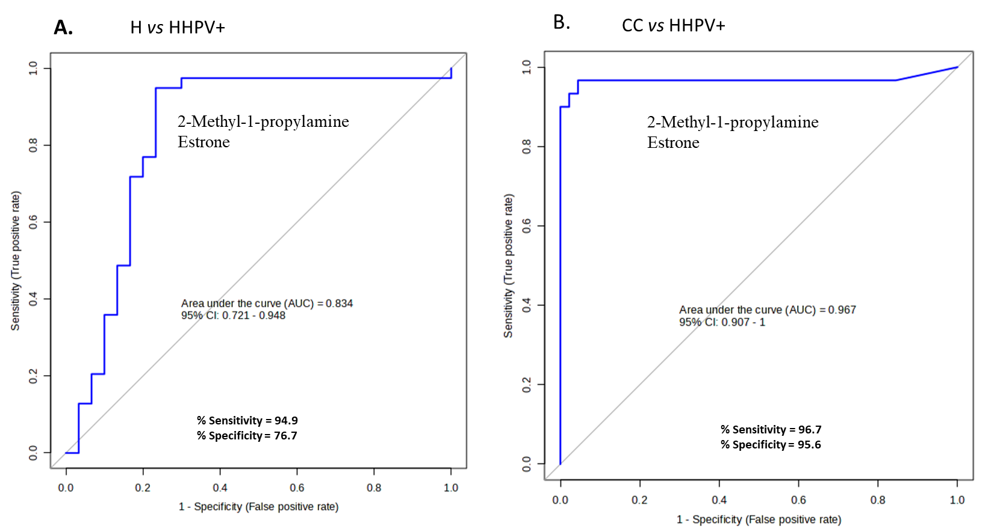 A.
H vs HHPV+
1.0
0.8
0.6
0.4
0.2
0.0
Sensitivity (True positive rate)
2-Methyl-1-propylamine
Estrone
Area under the curve (AUC) = 0.834
95% CI: 0.721 - 0.948
% Sensitivity = 94.9
% Specificity = 76.7
0.0 0.2 0.4 0.6 0.8 1.0
1 - Specificity (False positive rate)
B.
CC vs HHPV+
1.0
0.8
0.6
0.4
0.2
0.0
Sensitivity (True positive rate)
2-Methyl-1-propylamine
Estrone
Area under the curve (AUC) = 0.967
95% CI: 0.907 - 1
% Sensitivity = 96.7
% Specificity = 95.6
0.0 0.2 0.4 0.6 0.8 1.0
1 - Specificity (False positive rate)